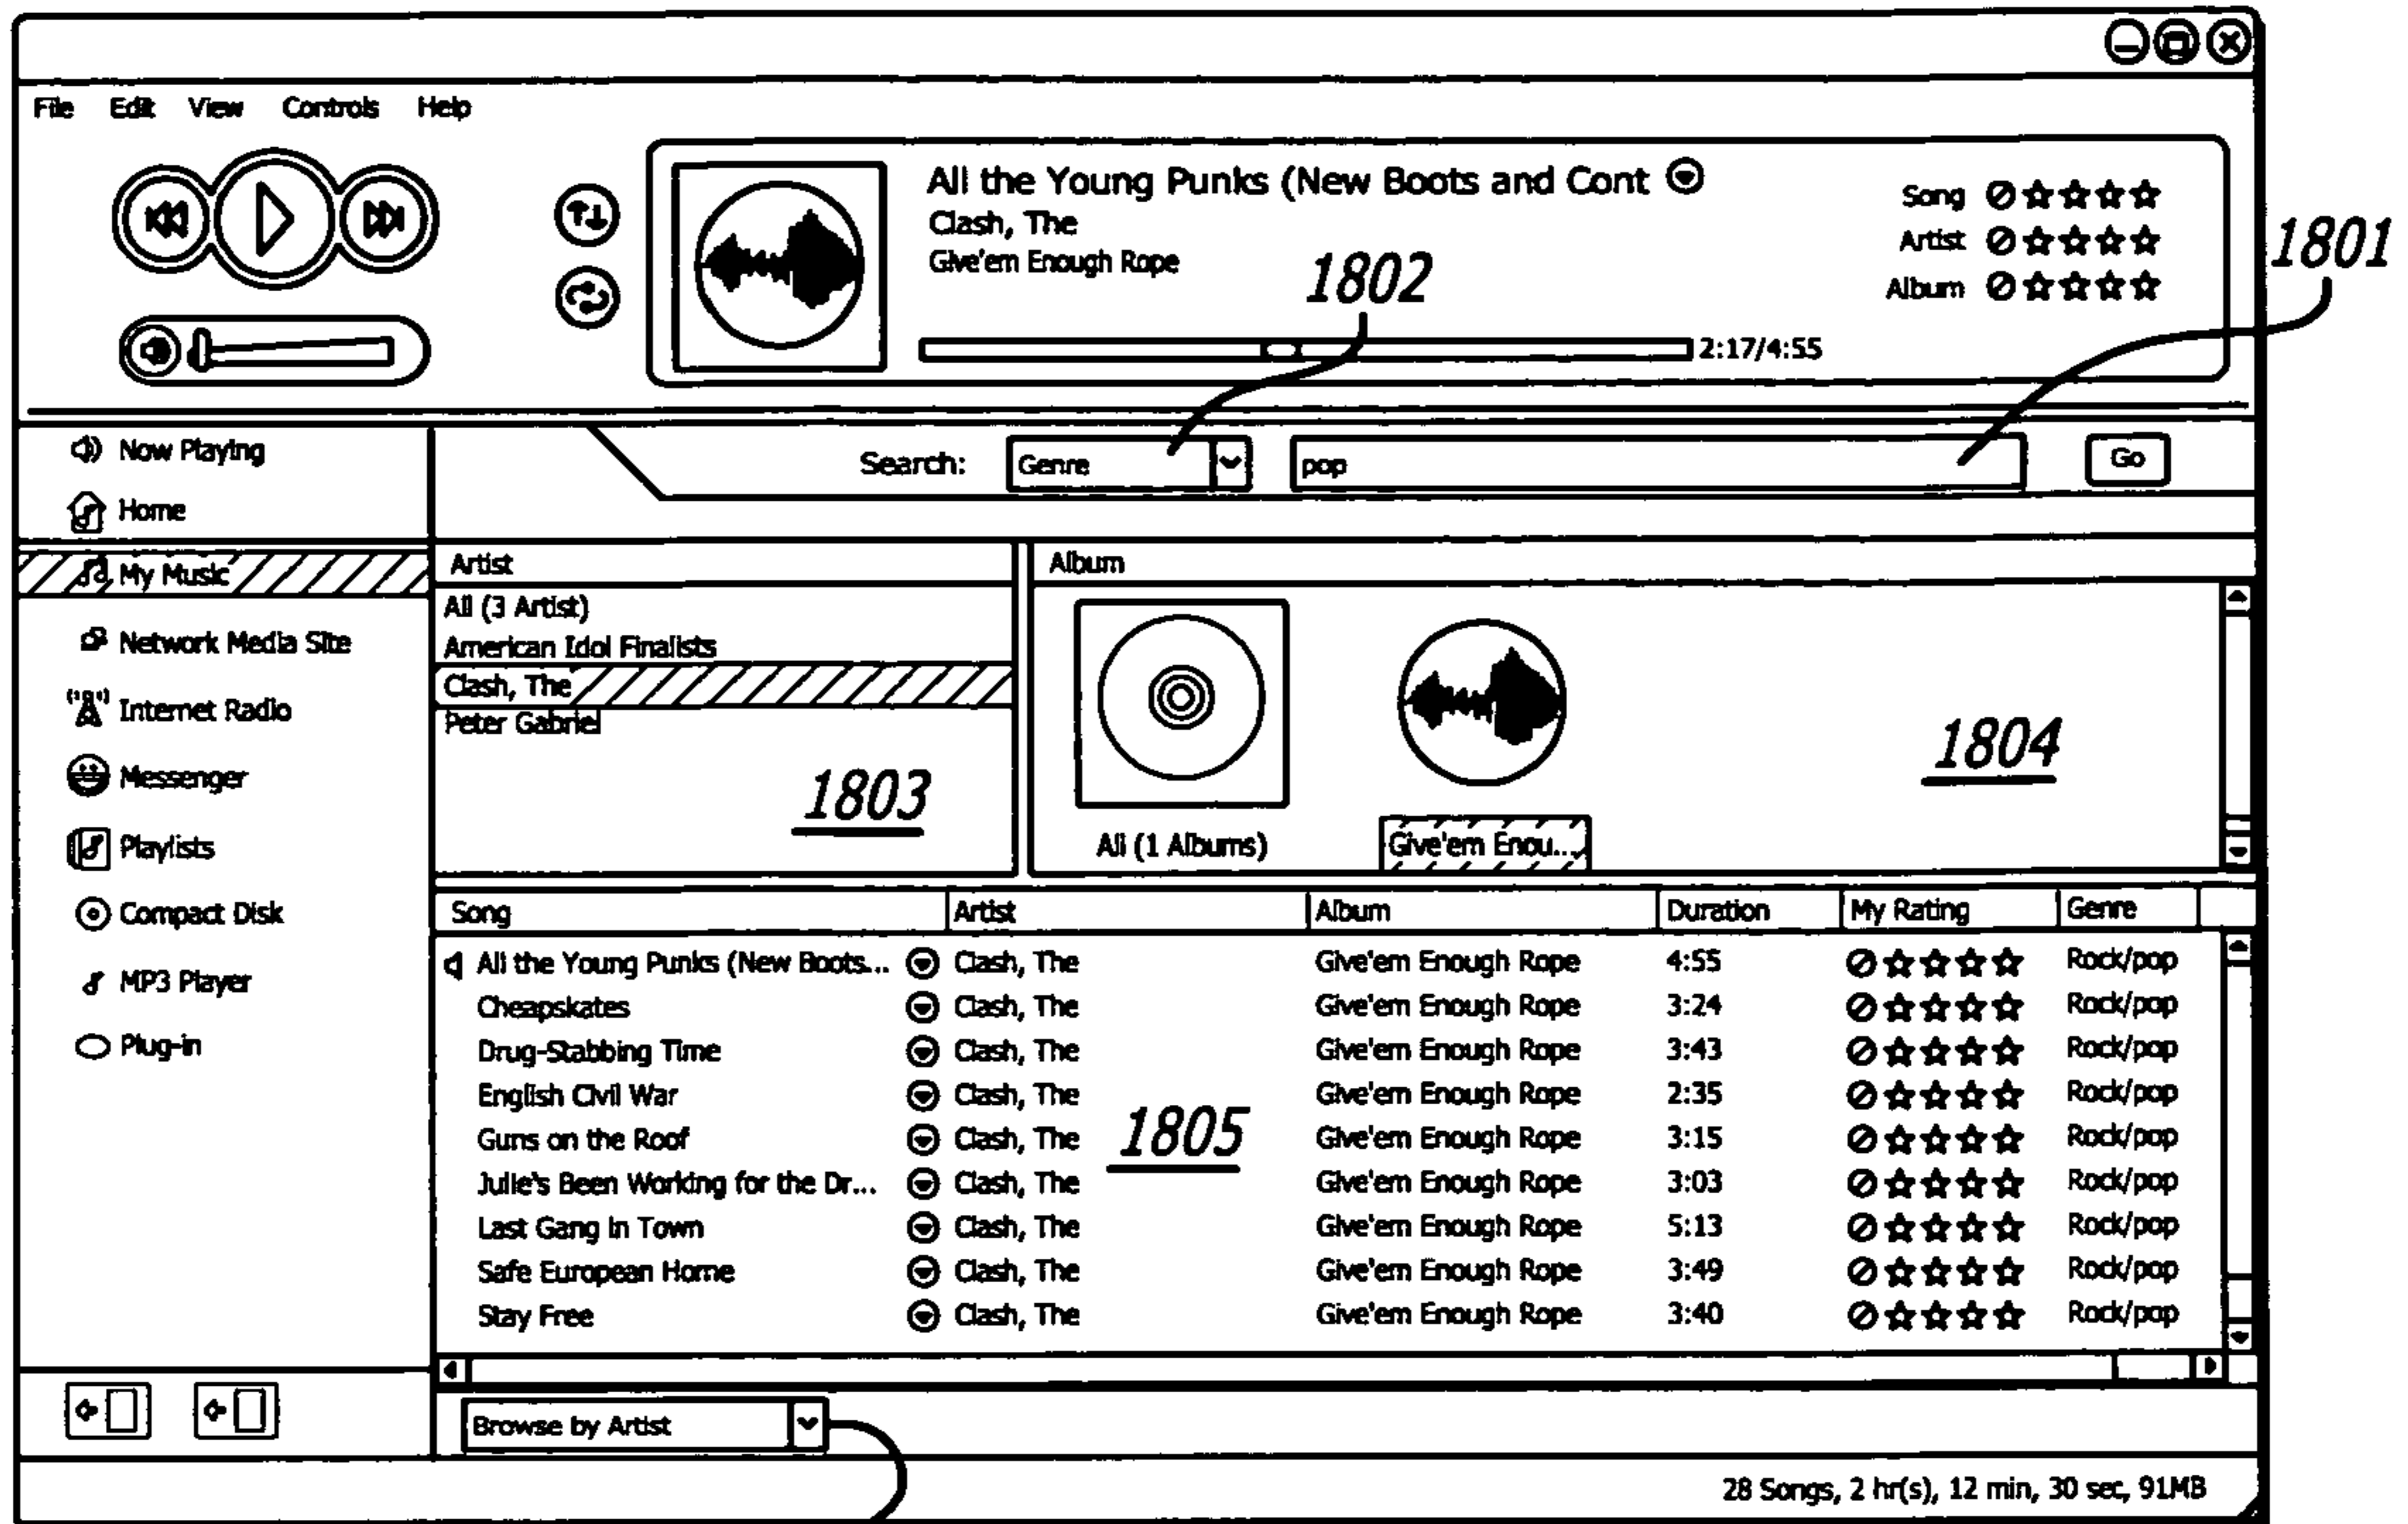 File Edit View Controls Help
All the Young Punks (New Boots and Cont
Clash, The
Give'em Enough Rope
Song
Artist
Album
1801
1802
2:17/4:55
Now Playing
Home
Search: Genre pop Go
My Music
Network Media Site
Internet Radio
Messenger
Playlists
Compact Disk
MP3 Player
Plug-in
Artist
All (3 Artist)
American Idol Finalists
Clash, The
Peter Gabriel
1803
Album
All (1 Albums)
Give'em Enou...
1804
Song Artist Album Duration My Rating Genre
All the Young Punks (New Boots... Clash, The Give'em Enough Rope 4:55 Rock/pop
Cheapskates Clash, The Give'em Enough Rope 3:24 Rock/pop
Drug-Stabbing Time Clash, The Give'em Enough Rope 3:43 Rock/pop
English Civil War Clash, The Give'em Enough Rope 2:35 Rock/pop
Guns on the Roof Clash, The Give'em Enough Rope 3:15 Rock/pop
1805
Julie's Been Working for the Dr... Clash, The Give'em Enough Rope 3:03 Rock/pop
Last Gang in Town Clash, The Give'em Enough Rope 5:13 Rock/pop
Safe European Home Clash, The Give'em Enough Rope 3:49 Rock/pop
Stay Free Clash, The Give'em Enough Rope 3:40 Rock/pop
Browse by Artist
28 Songs, 2 hr(s), 12 min, 30 sec, 91MB